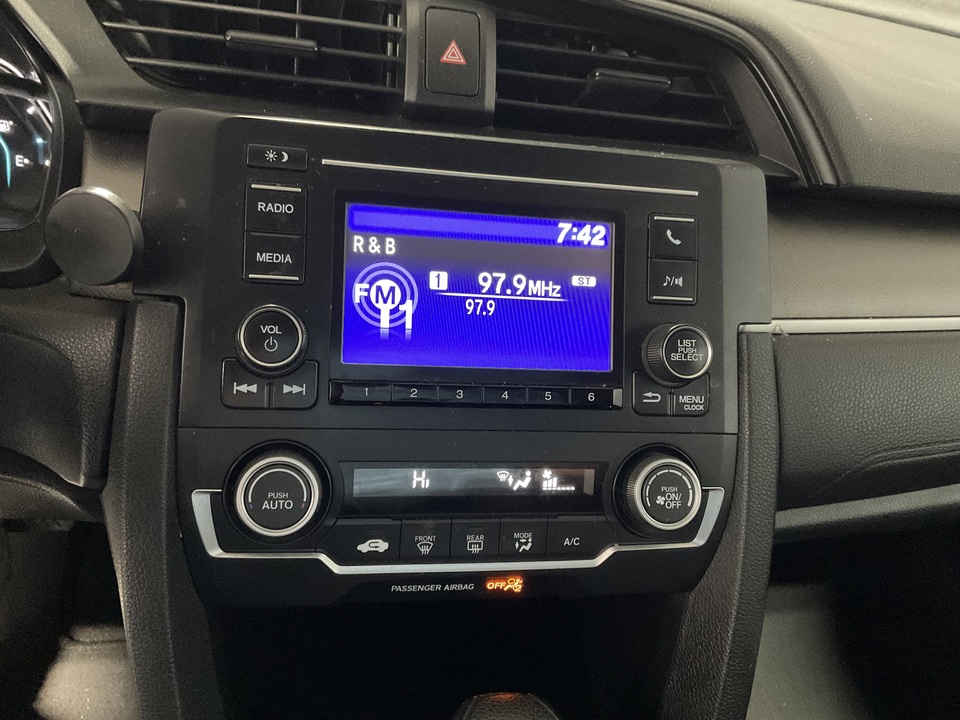 E
RADIO
MEDIA
VOL
7:42
R & B
FM1
1 97.9MHz ST
97.9
LIST
PUSH
SELECT
MENU
CLOCK
1 2 3 4 5 6
PUSH
AUTO
Hi
PUSH
ON/
OFF
FRONT
REAR
MODE
A/C
PASSENGER AIRBAG OFF